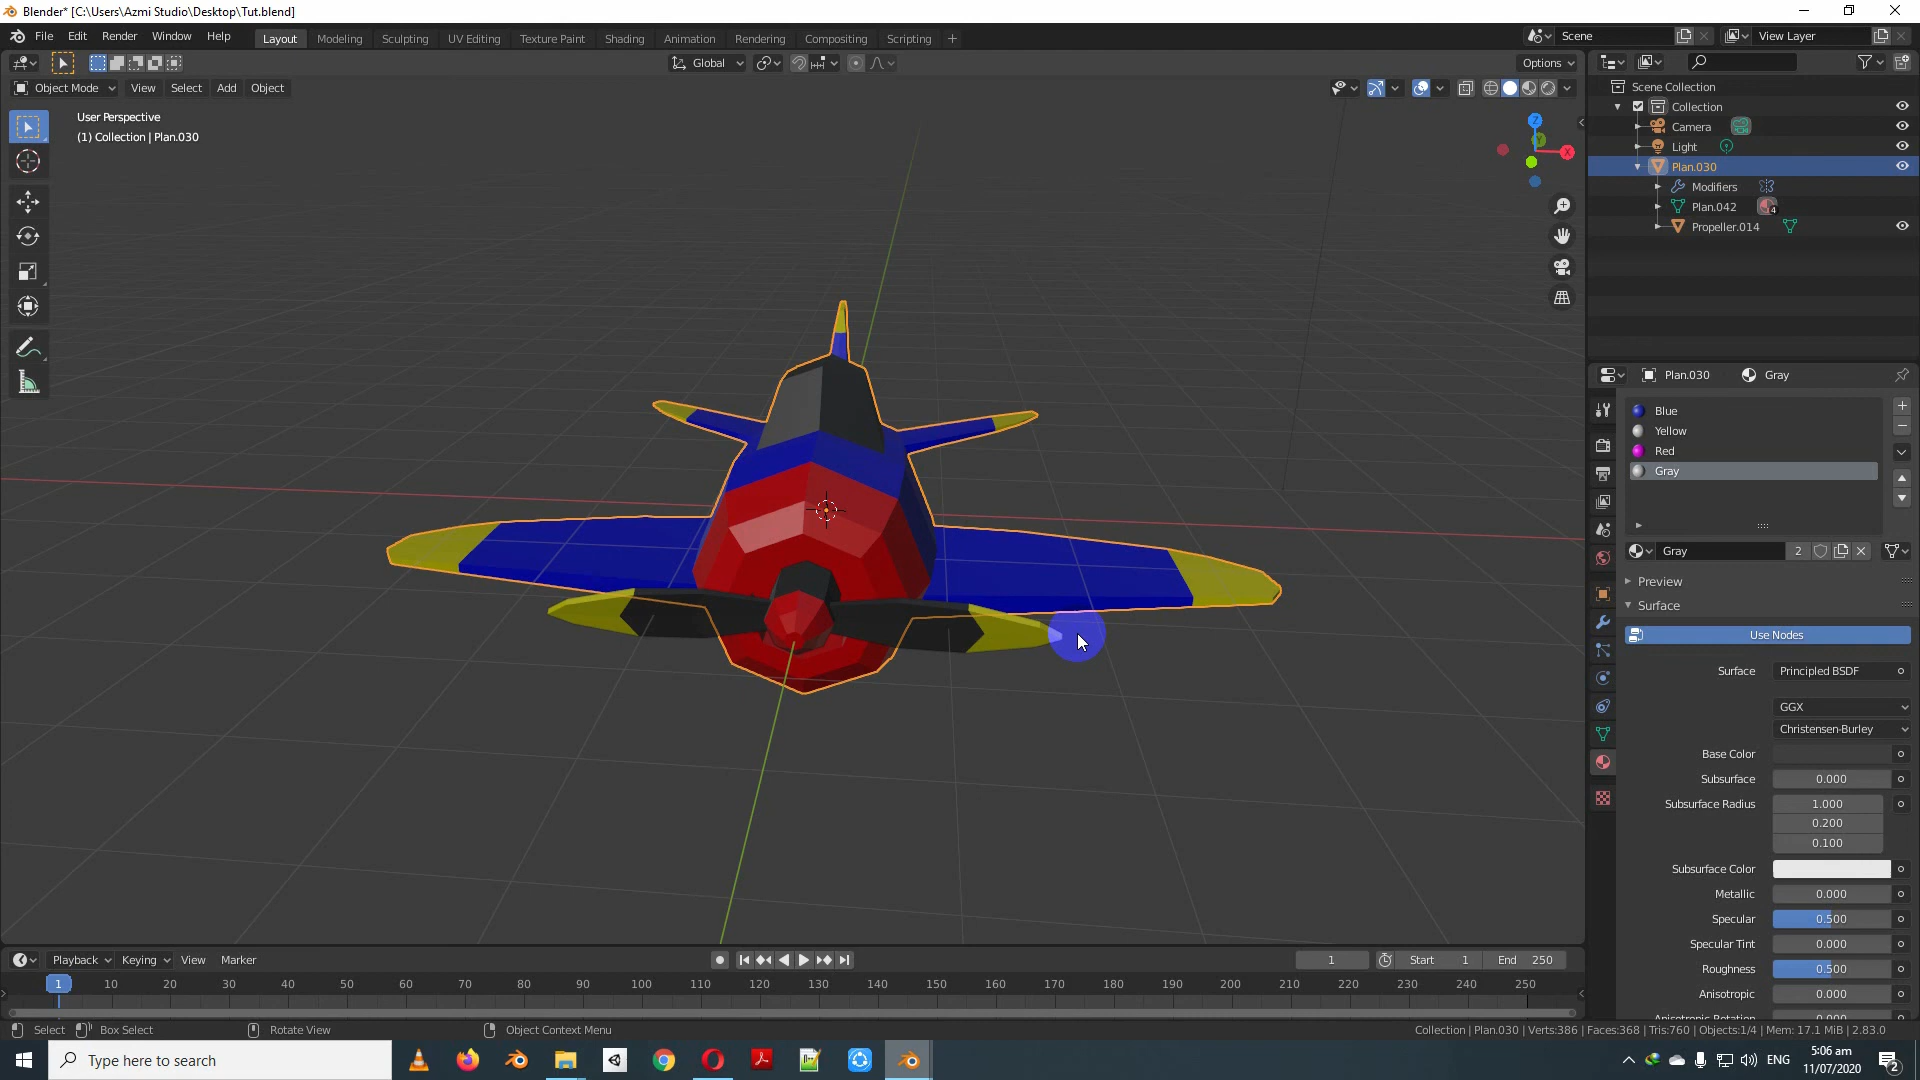 Blender* [C:\Users\Azmi Studio\Desktop\Tut.blend]
File Edit Render Window Help Layout Modeling Sculpting UV Editing Texture Paint Shading Animation Rendering Compositing Scripting + Scene View Layer
Global Options
Object Mode View Select Add Object
User Perspective
(1) Collection | Plan.030
Z
Y
X
Scene Collection
Collection
Camera
Light
Plan.030
Modifiers
Plan.042 4
Propeller.014
Plan.030 Gray
Blue
Yellow
Red
Gray
Gray 2
Preview
Surface
Use Nodes
Surface Principled BSDF
GGX
Christensen-Burley
Base Color
Subsurface 0.000
Subsurface Radius 1.000
0.200
0.100
Subsurface Color
Metallic 0.000
Specular 0.500
Specular Tint 0.000
Roughness 0.500
Anisotropic 0.000
Anisotropic Rotation 0.000
Playback Keying View Marker 1 Start 1 End 250
1 10 20 30 40 50 60 70 80 90 100 110 120 130 140 150 160 170 180 190 200 210 220 230 240 250
Select Box Select Rotate View Object Context Menu Collection | Plan.030 | Verts:386 | Faces:368 | Tris:760 | Objects:1/4 | Mem: 17.1 MiB | 2.83.0
Type here to search ENG 5:06 am
11/07/2020 2